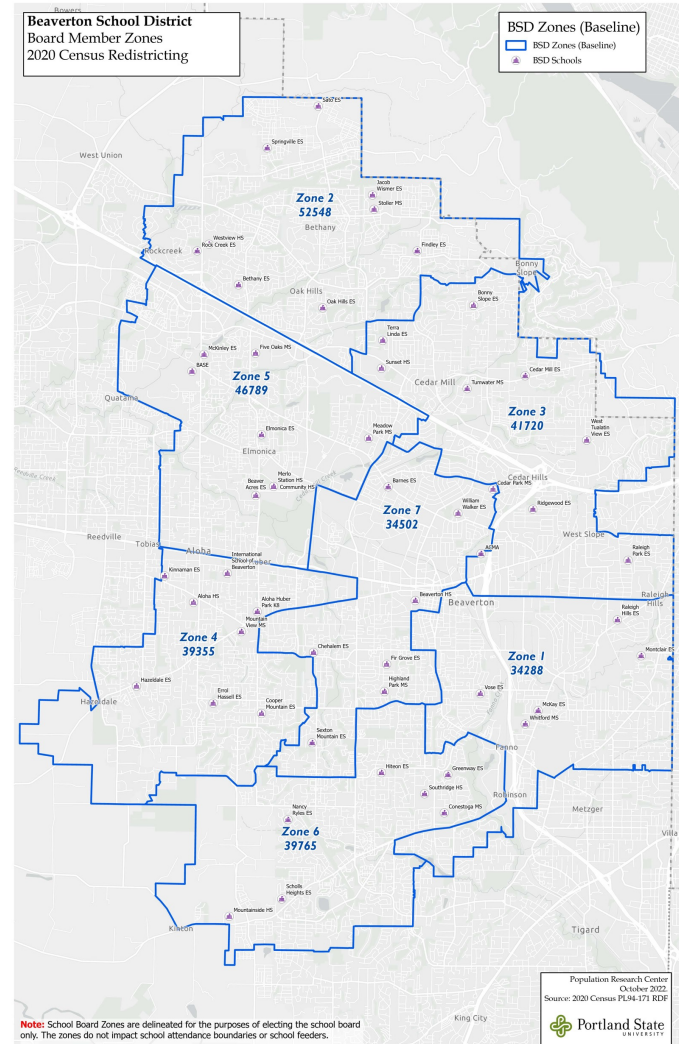 Bowers
Beaverton School District
Board Member Zones
2020 Census Redistricting
BSD Zones (Baseline)
BSD Zones (Baseline)
BSD Schools
Sato ES
West Union
Springville ES
Jacob
Wismer ES
Stoller MS
Zone 2
52548
Bethany
Westview HS
Rock Creek ES
Rockcreek
Findley ES
Bonny
Slope
Bethany ES
Oak Hills
Oak Hills ES
Bonny
Slope ES
Terra
Linda ES
McKinley ES
Five Oaks MS
BASE
Sunset HS
Zone 5
46789
Cedar Mill
Tumwater MS
Cedar Mill ES
Quatama
Zone 3
41720
Elmonica ES
Elmonica
Meadow
Park MS
West
Tualatin
View ES
Merlo
Station HS
Community HS
Beaver
Acres ES
Barnes ES
Cedar Hills
Cedar Park MS
Zone 7
34502
William
Walker ES
Ridgewood ES
Reedville
Tobias
Aloha
Huber
West Slope
ACMA
Raleigh
Park ES
International
School of
Beaverton
Kinnaman ES
Aloha HS
Aloha Huber
Park K8
Beaverton HS
Beaverton
Raleigh
Hills
Raleigh
Hills ES
Mountain
View MS
Zone 4
39355
Chehalem ES
Fir Grove ES
Zone 1
34288
Montclair ES
Hazeldale ES
Hazeldale
Errol
Hassell ES
Cooper
Mountain ES
Highland
Park MS
Vose ES
McKay ES
Whitford MS
Sexton
Mountain ES
Fanno
Hiteon ES
Greenway ES
Southridge HS
Robinson
Conestoga MS
Metzger
Nancy
Ryles ES
Zone 6
39765
Villa
Scholls
Heights ES
Mountainside HS
Kinton
Tigard
King City
Population Research Center
October 2022.
Source: 2020 Census PL94-171 RDF
Portland State
UNIVERSITY
Note: School Board Zones are delineated for the purposes of electing the school board
only. The zones do not impact school attendance boundaries or school feeders.